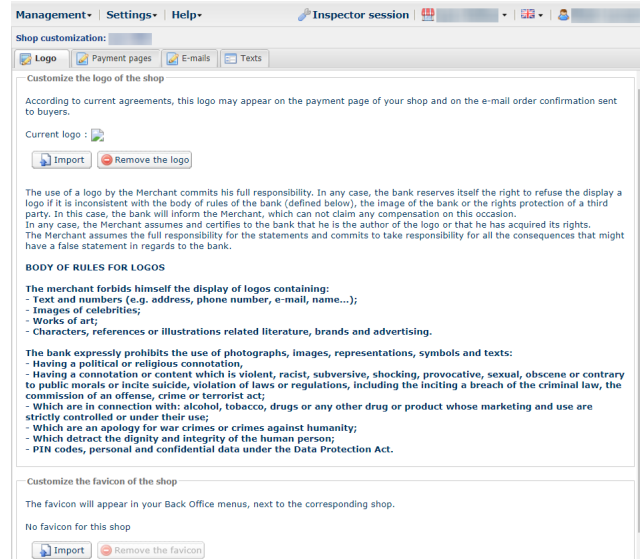 Management Settings Help Inspector session
Shop customization:
Logo Payment pages E-mails Texts
Customize the logo of the shop
According to current agreements, this logo may appear on the payment page of your shop and on the e-mail order confirmation sent
to buyers.
Current logo :
Import Remove the logo
The use of a logo by the Merchant commits his full responsibility. In any case, the bank reserves itself the right to refuse the display a
logo if it is inconsistent with the body of rules of the bank (defined below), the image of the bank or the rights protection of a third
party. In this case, the bank will inform the Merchant, which can not claim any compensation on this occasion.
In any case, the Merchant assumes and certifies to the bank that he is the author of the logo or that he has acquired its rights.
The Merchant assumes the full responsibility for the statements and commits to take responsibility for all the consequences that might
have a false statement in regards to the bank.
BODY OF RULES FOR LOGOS
The merchant forbids himself the display of logos containing:
- Text and numbers (e.g. address, phone number, e-mail, name...);
- Images of celebrities;
- Works of art;
- Characters, references or illustrations related literature, brands and advertising.
The bank expressly prohibits the use of photographs, images, representations, symbols and texts:
- Having a political or religious connotation,
- Having a connotation or content which is violent, racist, subversive, shocking, provocative, sexual, obscene or contrary
to public morals or incite suicide, violation of laws or regulations, including the inciting a breach of the criminal law, the
commission of an offense, crime or terrorist act;
- Which are in connection with: alcohol, tobacco, drugs or any other drug or product whose marketing and use are
strictly controlled or under their use;
- Which are an apology for war crimes or crimes against humanity;
- Which detract the dignity and integrity of the human person;
- PIN codes, personal and confidential data under the Data Protection Act.
Customize the favicon of the shop
The favicon will appear in your Back Office menus, next to the corresponding shop.
No favicon for this shop
Import Remove the favicon